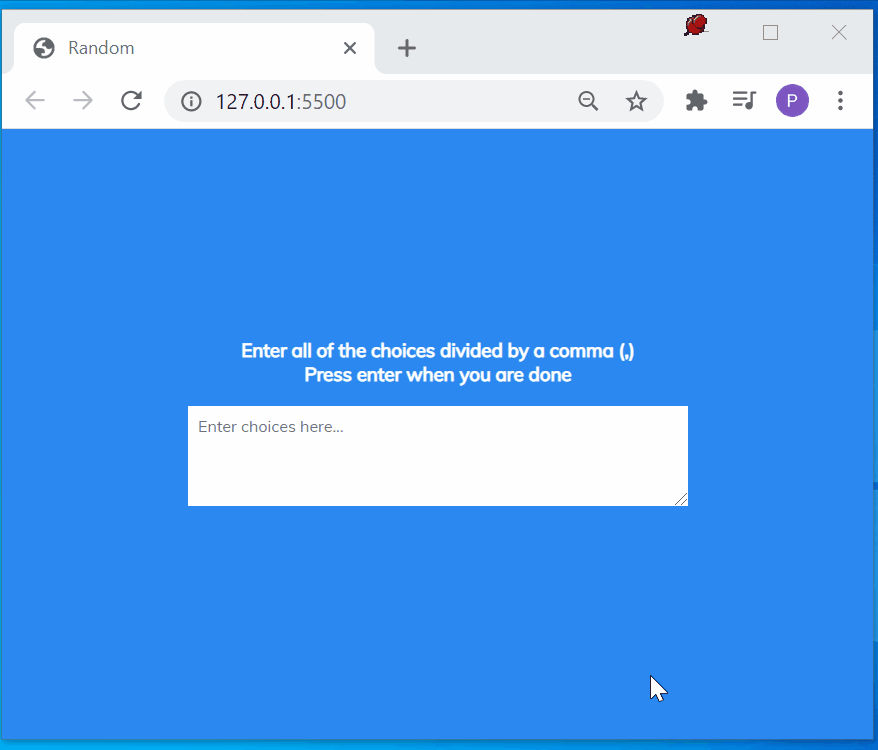 Random
127.0.0.1:5500
P
Enter all of the choices divided by a comma (,)
Press enter when you are done
Enter choices here...